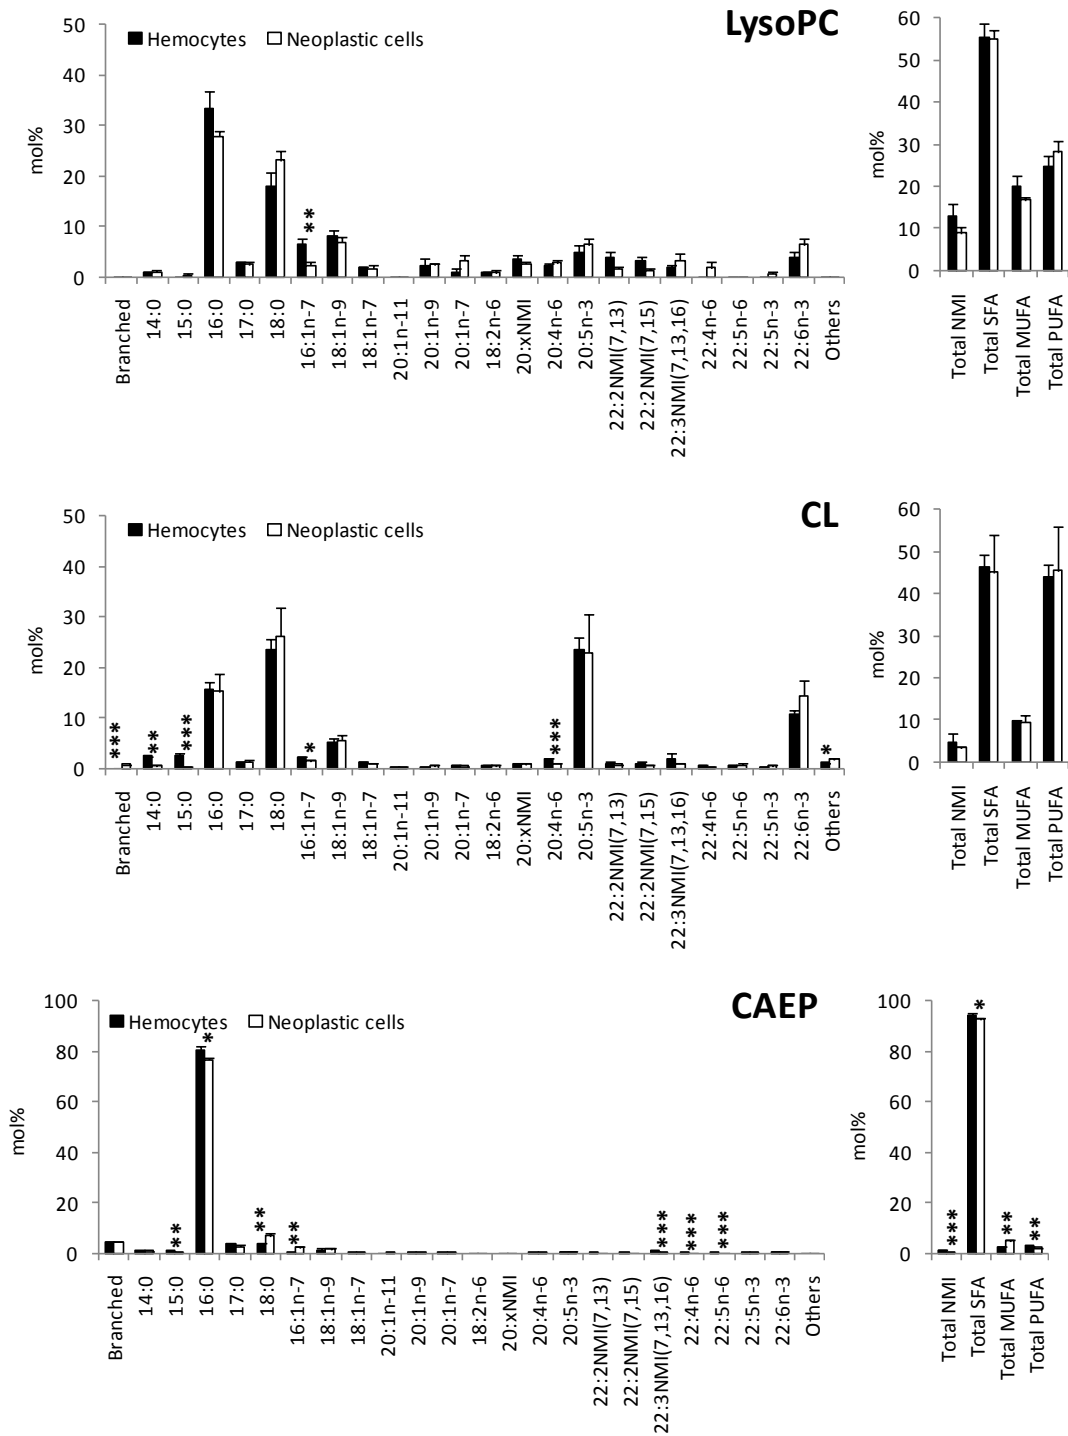 LysoPC
Hemocytes Neoplastic cells
mol%
50
40
30
20
10
0
**
Branched
14:0
15:0
16:0
17:0
18:0
16:1n-7
18:1n-9
18:1n-7
20:1n-11
20:1n-9
20:1n-7
18:2n-6
20:xNMI
20:4n-6
20:5n-3
22:2NMI(7,13)
22:2NMI(7,15)
22:3NMI(7,13,16)
22:4n-6
22:5n-6
22:5n-3
22:6n-3
Others
mol%
60
50
40
30
20
10
0
Total NMI
Total SFA
Total MUFA
Total PUFA
CL
Hemocytes Neoplastic cells
mol%
50
40
30
20
10
0
***
**
***
*
***
*
Branched
14:0
15:0
16:0
17:0
18:0
16:1n-7
18:1n-9
18:1n-7
20:1n-11
20:1n-9
20:1n-7
18:2n-6
20:xNMI
20:4n-6
20:5n-3
22:2NMI(7,13)
22:2NMI(7,15)
22:3NMI(7,13,16)
22:4n-6
22:5n-6
22:5n-3
22:6n-3
Others
mol%
60
50
40
30
20
10
0
Total NMI
Total SFA
Total MUFA
Total PUFA
CAEP
Hemocytes Neoplastic cells
mol%
100
80
60
40
20
0
**
*
**
**
***
***
***
Branched
14:0
15:0
16:0
17:0
18:0
16:1n-7
18:1n-9
18:1n-7
20:1n-11
20:1n-9
20:1n-7
18:2n-6
20:xNMI
20:4n-6
20:5n-3
22:2NMI(7,13)
22:2NMI(7,15)
22:3NMI(7,13,16)
22:4n-6
22:5n-6
22:5n-3
22:6n-3
Others
mol%
100
80
60
40
20
0
***
*
**
**
Total NMI
Total SFA
Total MUFA
Total PUFA